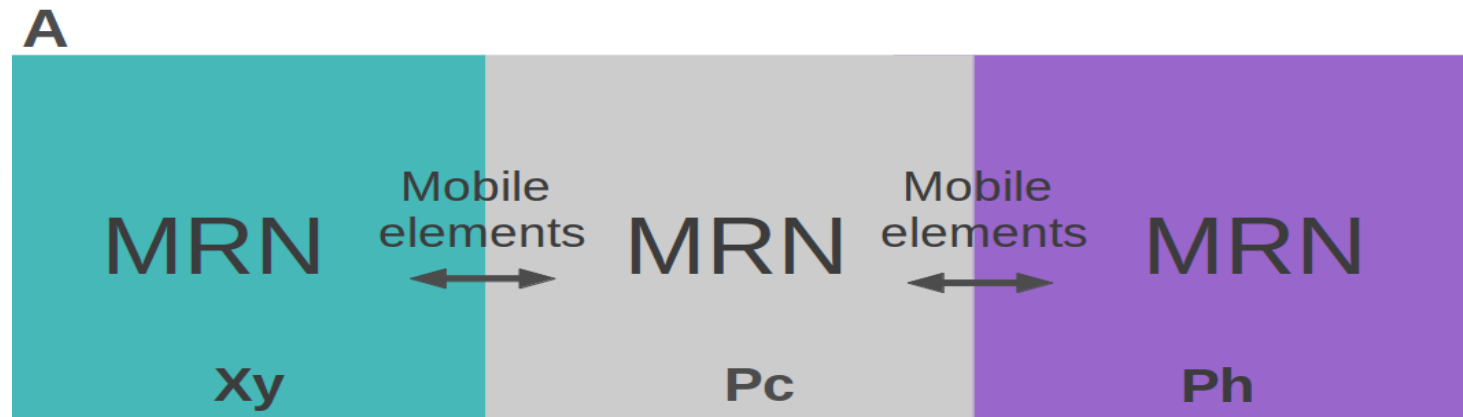 A
Mobile
elements
Mobile
elements
MRN
MRN
MRN
Xy
Pc
Ph